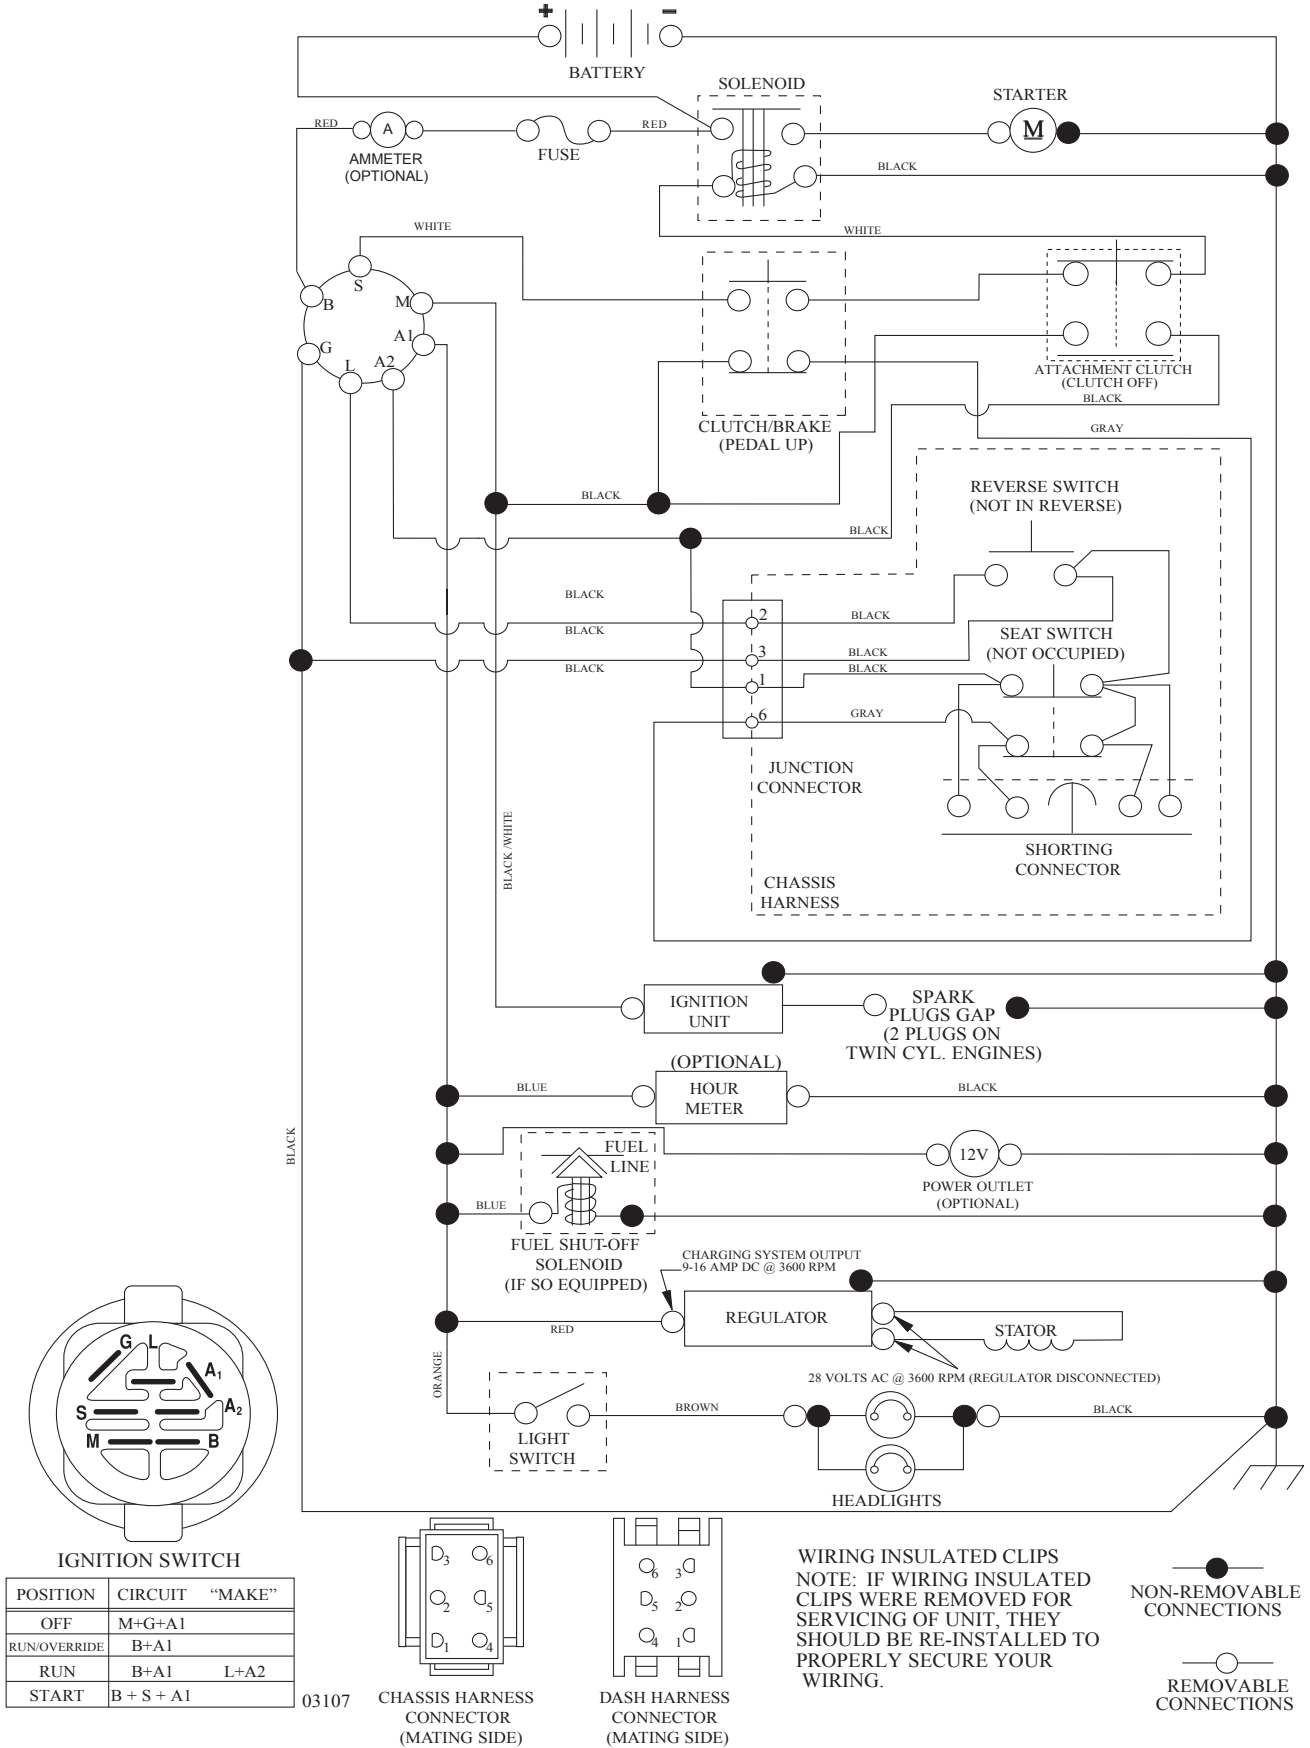 +
−
BATTERY
SOLENOID
STARTER
RED
A
AMMETER
(OPTIONAL)
FUSE
RED
M
BLACK
WHITE
WHITE
S
B
M
A1
G
L
A2
ATTACHMENT CLUTCH
(CLUTCH OFF)
BLACK
CLUTCH/BRAKE
(PEDAL UP)
GRAY
BLACK
BLACK
REVERSE SWITCH
(NOT IN REVERSE)
BLACK
BLACK
BLACK
2
BLACK
3
BLACK
BLACK
1
6
GRAY
SEAT SWITCH
(NOT OCCUPIED)
JUNCTION
CONNECTOR
SHORTING
CONNECTOR
CHASSIS
HARNESS
BLACK /WHITE
IGNITION
UNIT
SPARK
PLUGS GAP
(2 PLUGS ON
TWIN CYL. ENGINES)
(OPTIONAL)
BLUE
HOUR
METER
BLACK
BLACK
FUEL
LINE
12V
POWER OUTLET
(OPTIONAL)
BLUE
FUEL SHUT-OFF
SOLENOID
(IF SO EQUIPPED)
CHARGING SYSTEM OUTPUT
9-16 AMP DC @ 3600 RPM
REGULATOR
STATOR
RED
28 VOLTS AC @ 3600 RPM (REGULATOR DISCONNECTED)
ORANGE
BROWN
BLACK
LIGHT
SWITCH
HEADLIGHTS
G
L
A1
A2
S
M
B
IGNITION SWITCH
POSITION CIRCUIT “MAKE”
OFF M+G+A1
RUN/OVERRIDE B+A1
RUN B+A1 L+A2
START B + S + A1
03107
3 6
2 5
1 4
CHASSIS HARNESS
CONNECTOR
(MATING SIDE)
6 3
5 2
4 1
DASH HARNESS
CONNECTOR
(MATING SIDE)
WIRING INSULATED CLIPS
NOTE: IF WIRING INSULATED
CLIPS WERE REMOVED FOR
SERVICING OF UNIT, THEY
SHOULD BE RE-INSTALLED TO
PROPERLY SECURE YOUR
WIRING.
NON-REMOVABLE
CONNECTIONS
REMOVABLE
CONNECTIONS